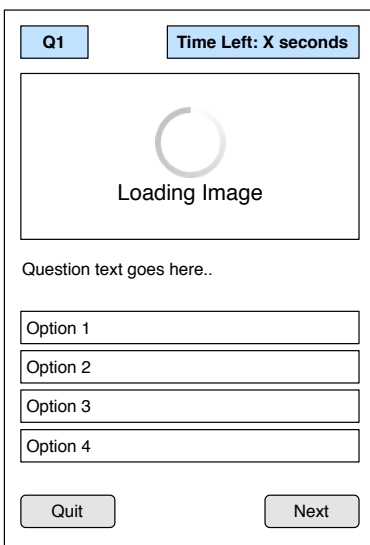 Q1
Time Left: X seconds
Loading Image
Question text goes here..
Option 1
Option 2
Option 3
Option 4
Quit
Next